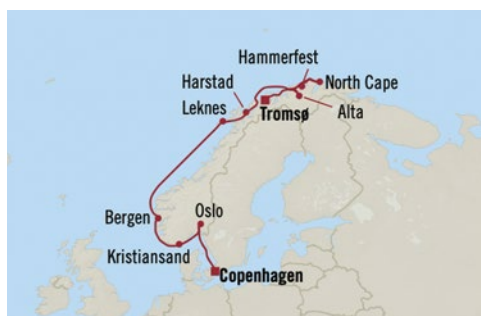 Hammerfest
Harstad
North Cape
Leknes
Tromsø
Alta
Bergen
Oslo
Kristiansand
Copenhagen